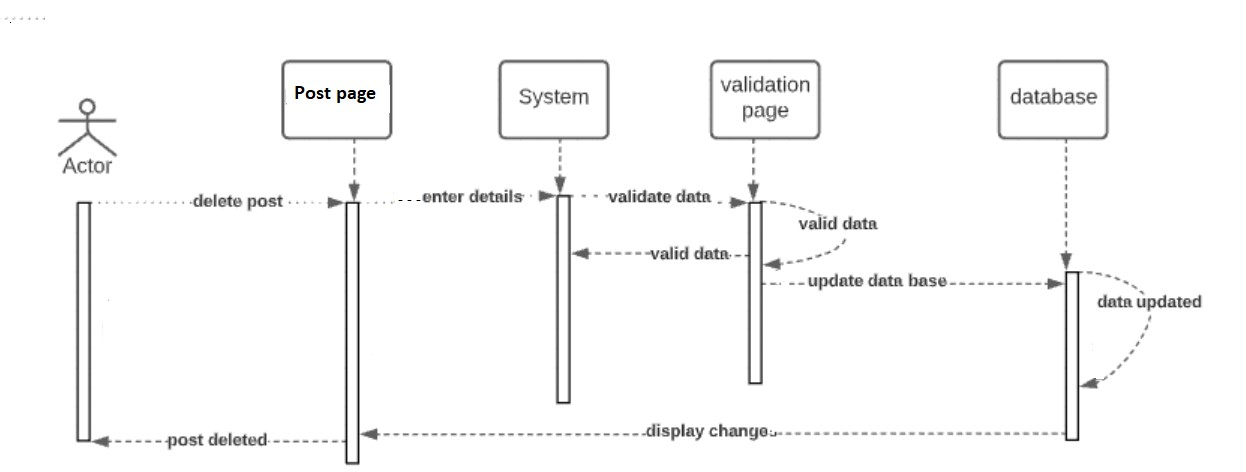 Post page
System
validation
page
database
Actor
delete post
enter details
validate data
valid data
valid data
update data base
data updated
display change
post deleted